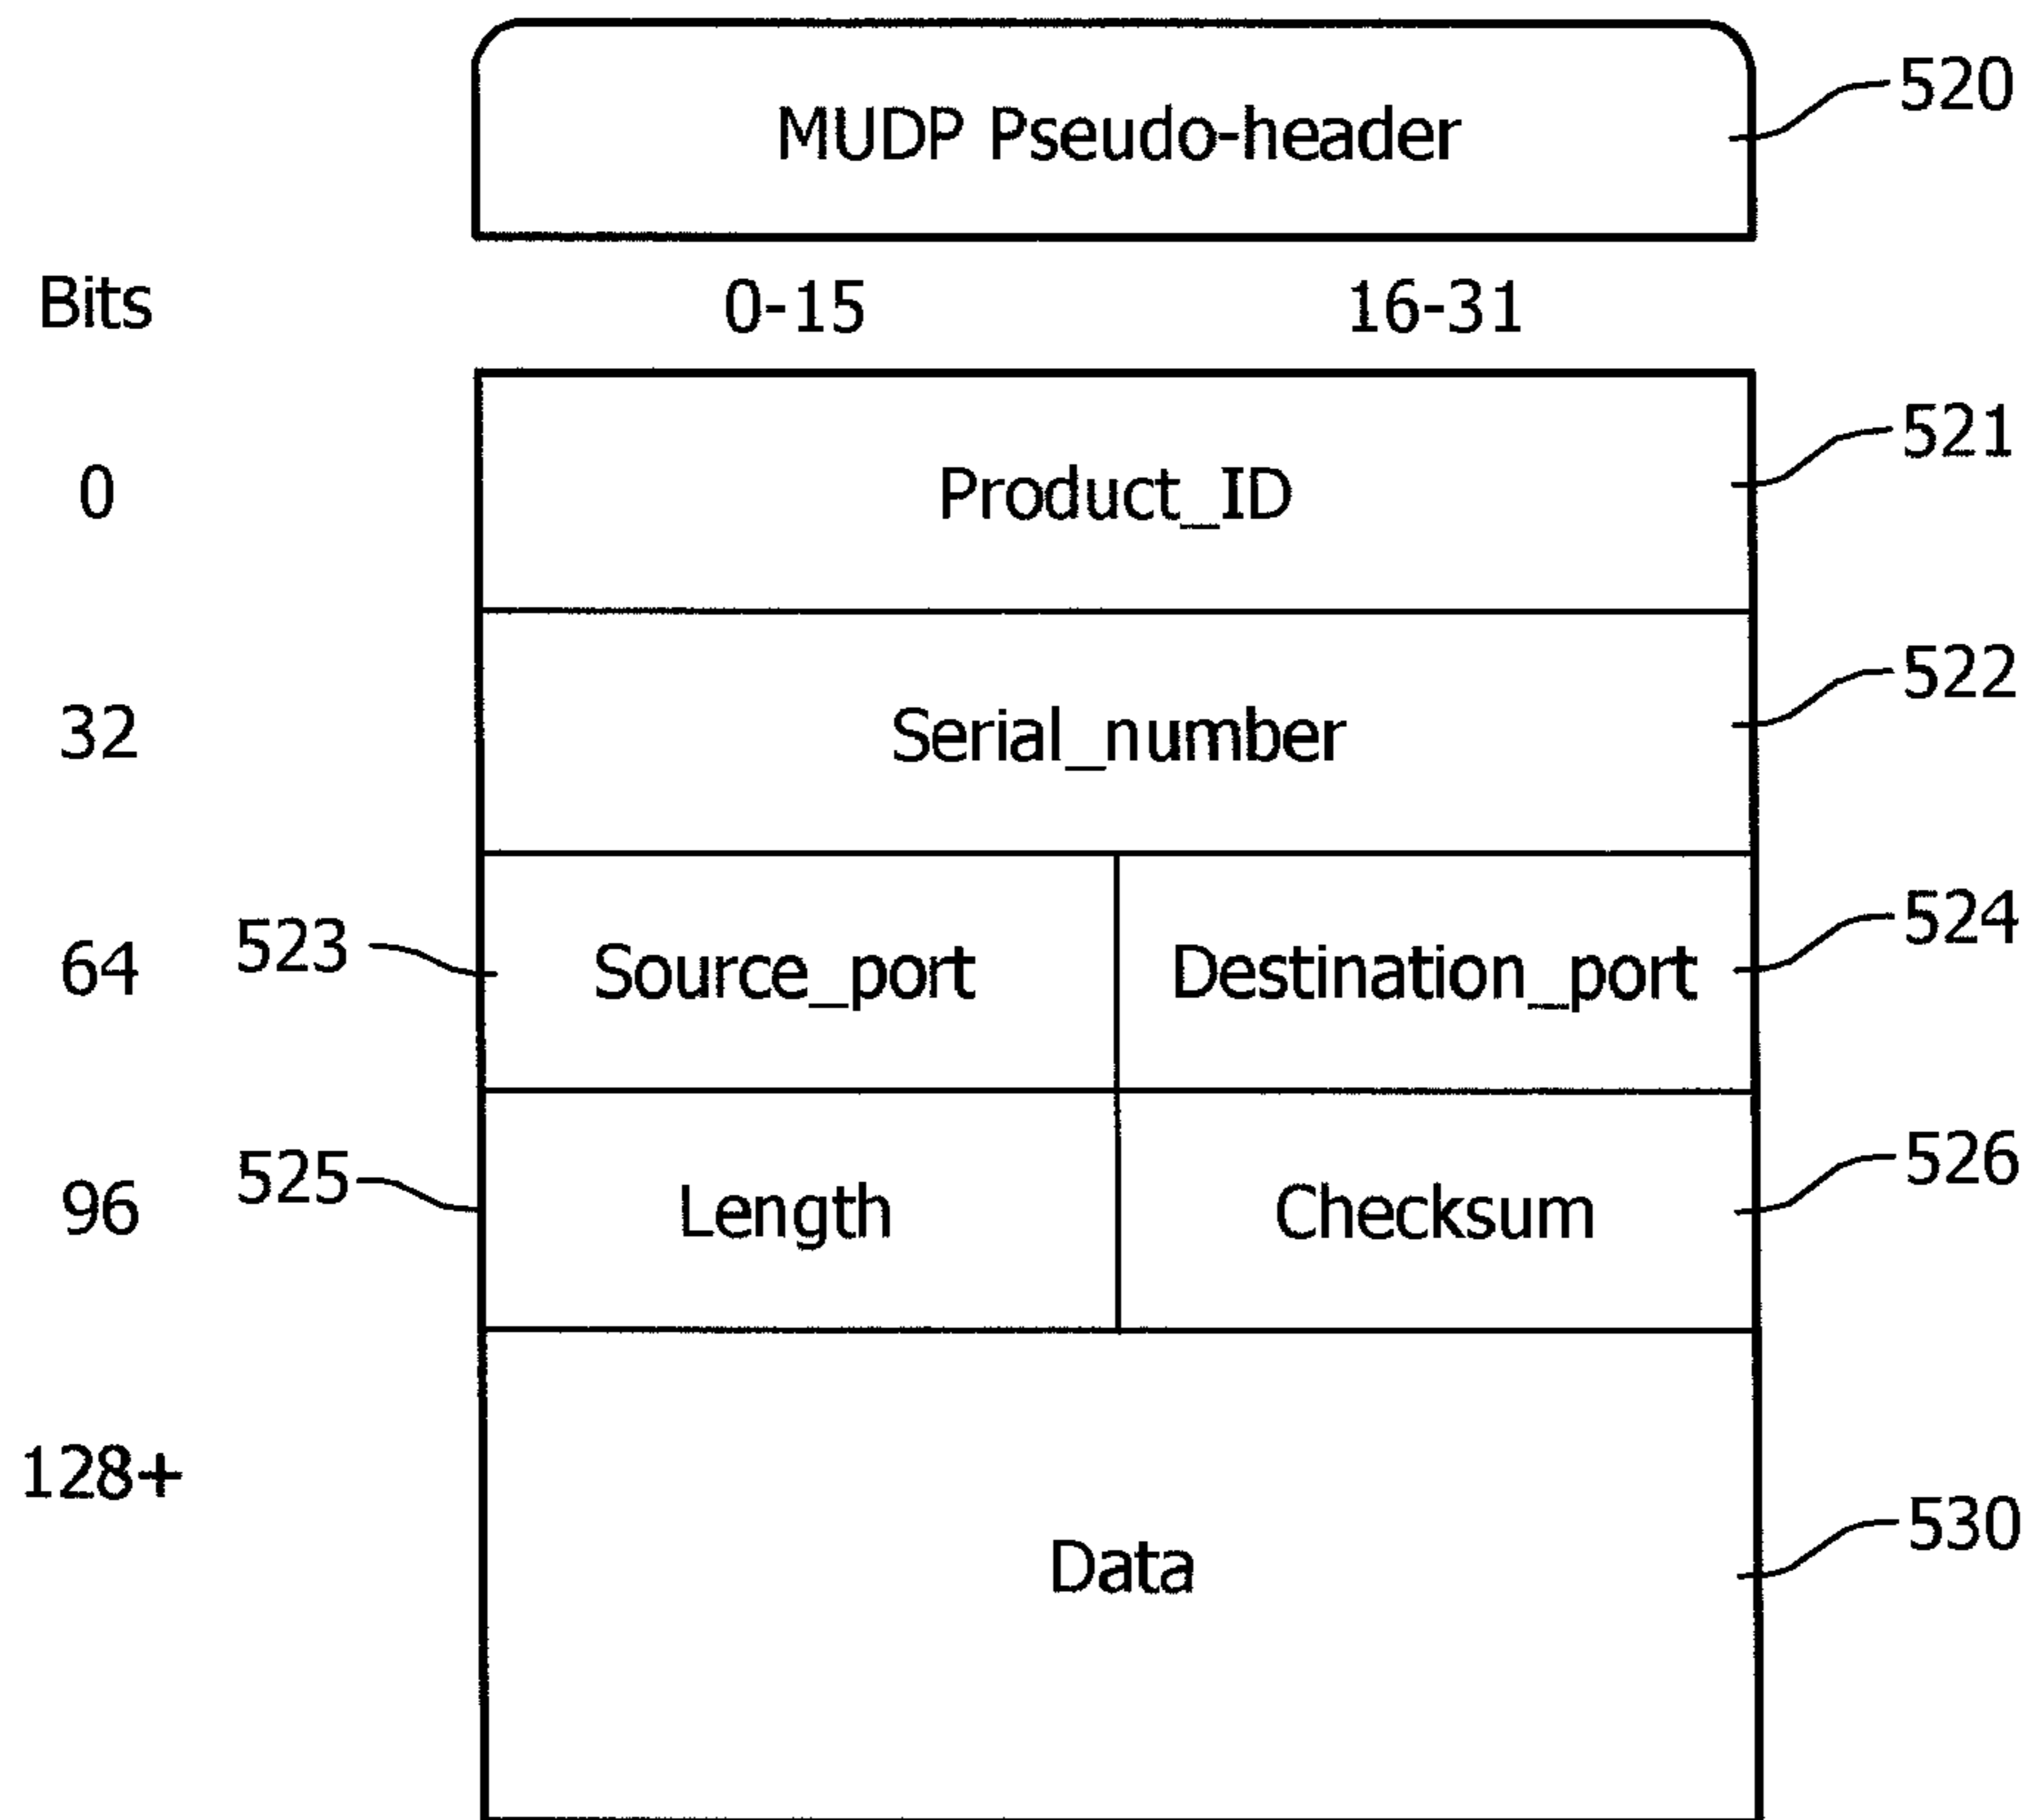 MUDP Pseudo-header 520
Bits 0-15 16-31
0 Product_ID 521
32 Serial_number 522
64 523 Source_port Destination_port 524
96 525 Length Checksum 526
128+ Data 530